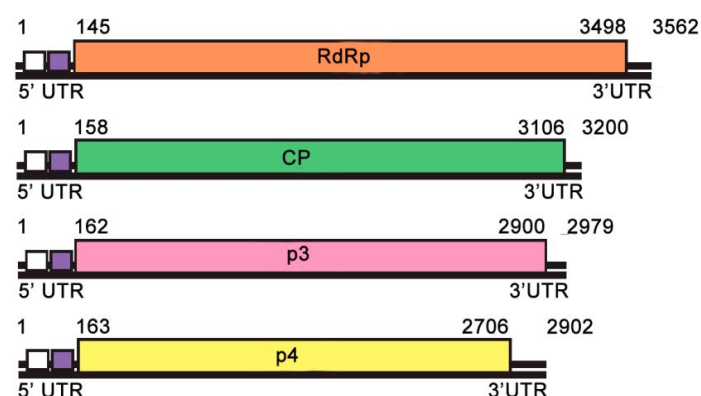 1 145 3498 3562
RdRp
5' UTR 3'UTR
1 158 3106 3200
CP
5' UTR 3'UTR
1 162 2900 2979
p3
5' UTR 3'UTR
1 163 2706 2902
p4
5' UTR 3'UTR